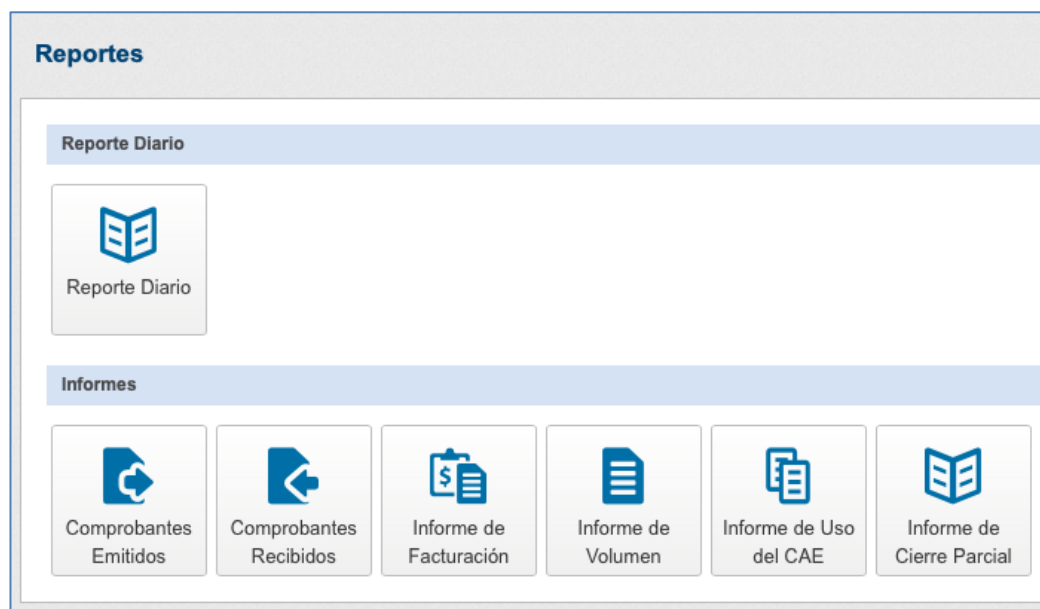 Reportes
Reporte Diario
Reporte Diario
Informes
Comprobantes
Emitidos
Comprobantes
Recibidos
$
Informe de
Facturación
Informe de
Volumen
Informe de Uso
del CAE
Informe de
Cierre Parcial